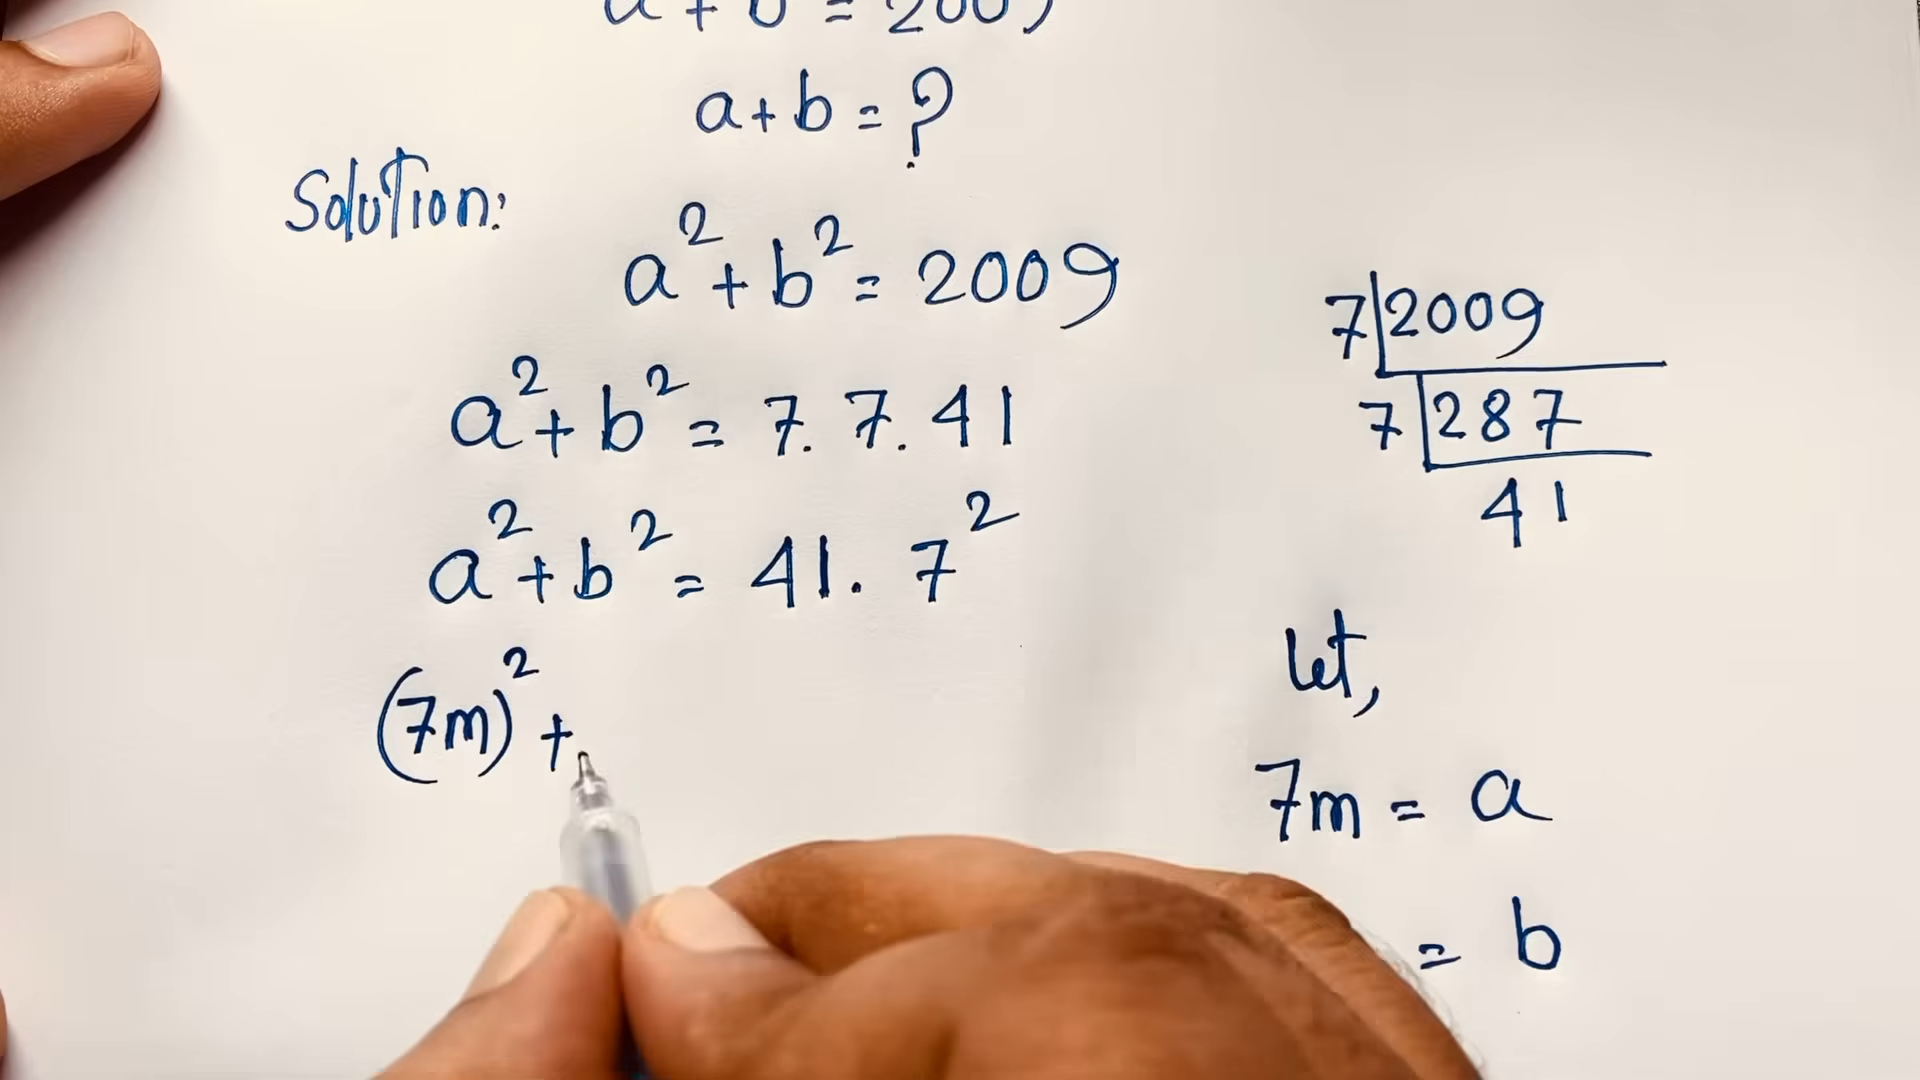 a + b = 2009
a+b = ?
Solution:
a²+b² = 2009
a²+b² = 7. 7. 41
a²+b² = 41. 7²
(7m)² +
7|2009
7|287
41
let,
7m = a
= b